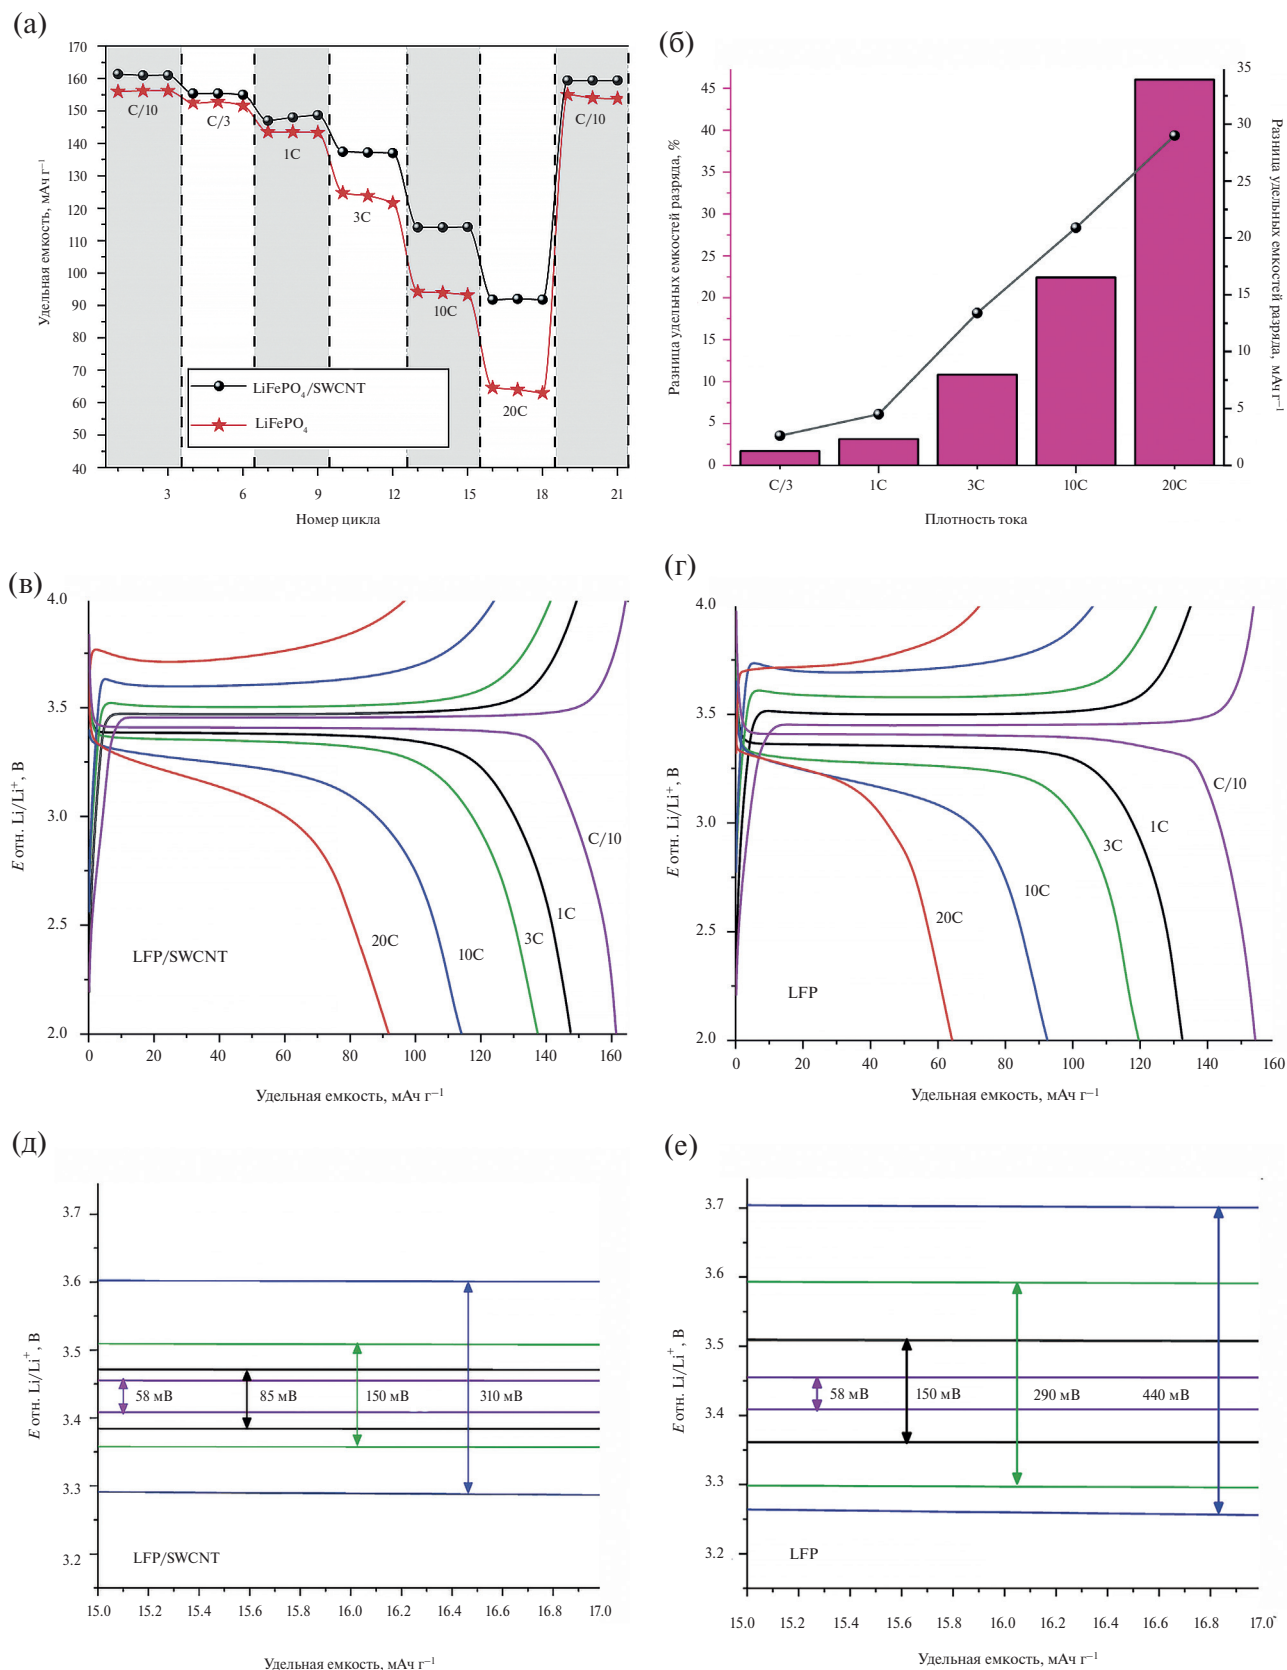 (а)
170
160
150
140
130
120
110
100
90
80
70
60
50
40
Удельная емкость, мАч г⁻¹
C/10
C/3
1C
3C
10C
20C
C/10
LiFePO₄/SWCNT
LiFePO₄
3 6 9 12 15 18 21
Номер цикла
(б)
45
40
35
30
25
20
15
10
5
0
Разница удельных емкостей разряда, %
35
30
25
20
15
10
5
0
Разница удельных емкостей разряда, мАч г⁻¹
C/3 1C 3C 10C 20C
Плотность тока
(в)
4.0
3.5
3.0
2.5
2.0
E отн. Li/Li⁺, В
C/10
1C
3C
10C
20C
LFP/SWCNT
0 20 40 60 80 100 120 140 160
Удельная емкость, мАч г⁻¹
(г)
4.0
3.5
3.0
2.5
2.0
E отн. Li/Li⁺, В
C/10
1C
3C
10C
20C
LFP
0 20 40 60 80 100 120 140 160
Удельная емкость, мАч г⁻¹
(д)
3.7
3.6
3.5
3.4
3.3
3.2
E отн. Li/Li⁺, В
58 мВ 85 мВ 150 мВ 310 мВ
LFP/SWCNT
15.0 15.2 15.4 15.6 15.8 16.0 16.2 16.4 16.6 16.8 17.0
Удельная емкость, мАч г⁻¹
(е)
3.7
3.6
3.5
3.4
3.3
3.2
E отн. Li/Li⁺, В
58 мВ 150 мВ 290 мВ 440 мВ
LFP
15.0 15.2 15.4 15.6 15.8 16.0 16.2 16.4 16.6 16.8 17.0
Удельная емкость, мАч г⁻¹